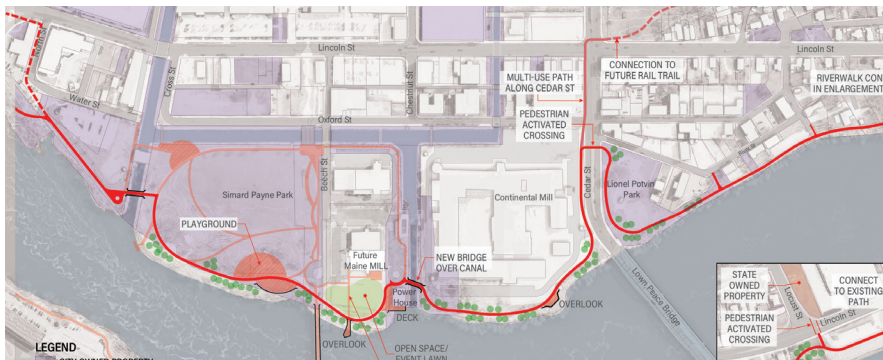 Lincoln St
Lincoln St
CONNECTION TO
FUTURE RAIL TRAIL
MULTI-USE PATH
ALONG CEDAR ST
RIVERWALK CON
IN ENLARGEMENT
Water St
Cross St
Chestnut St
Oxford St
PEDESTRIAN
ACTIVATED
CROSSING
Beech St
Cedar St
Simard Payne Park
Continental Mill
Lionel Potvin
Park
PLAYGROUND
Future
Maine MILL
NEW BRIDGE
OVER CANAL
Power
House
DECK
OVERLOOK
OVERLOOK
OPEN SPACE/
EVENT LAWN
Lown Peace Bridge
STATE
OWNED
PROPERTY
CONNECT
TO EXISTING
PATH
Locust St
Lincoln St
PEDESTRIAN
ACTIVATED
CROSSING
LEGEND
CITY OWNED PROPERTY